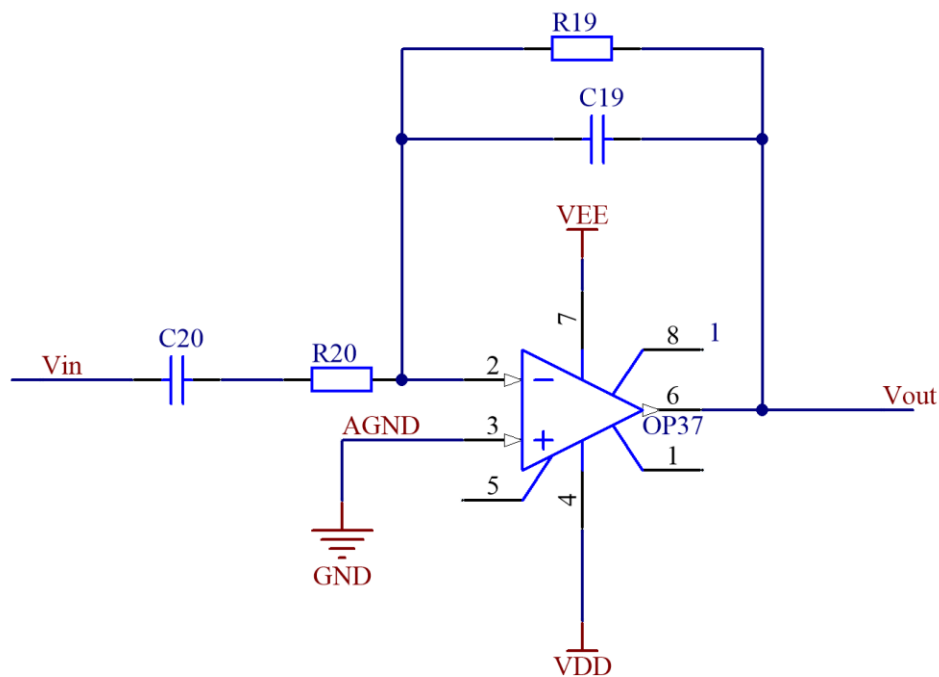 R19
C19
VEE
7
C20
8
1
Vin
R20
2
−
6
Vout
AGND
3
+
OP37
1
5
4
GND
VDD